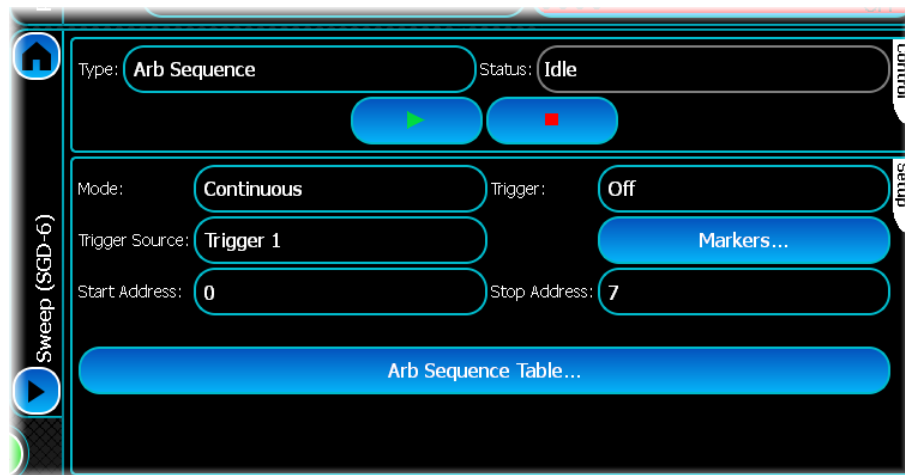 Type: Arb Sequence Status: Idle
Control
Mode: Continuous Trigger: Off
Setup
Trigger Source: Trigger 1 Markers...
Start Address: 0 Stop Address: 7
Sweep (SGD-6)
Arb Sequence Table...